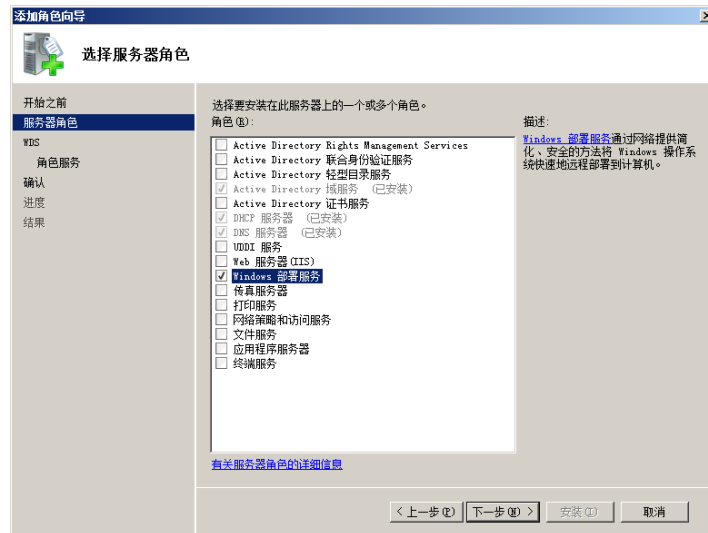 添加角色向导
选择服务器角色
开始之前
服务器角色
WDS
角色服务
确认
进度
结果
选择要安装在此服务器上的一个或多个角色。
角色(R):
Active Directory Rights Management Services
Active Directory 联合身份验证服务
Active Directory 轻型目录服务
Active Directory 域服务 (已安装)
Active Directory 证书服务
DHCP 服务器 (已安装)
DNS 服务器 (已安装)
UDDI 服务
Web 服务器(IIS)
Windows 部署服务
传真服务器
打印服务
网络策略和访问服务
文件服务
应用程序服务器
终端服务
有关服务器角色的详细信息
描述:
Windows 部署服务通过网络提供简
化、安全的方法将 Windows 操作系
统快速地远程部署到计算机。
< 上一步(P)
下一步(N) >
安装(I)
取消